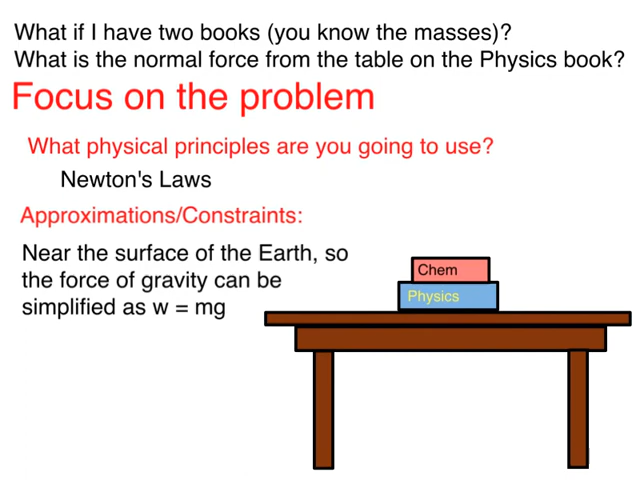 What if I have two books (you know the masses)?
What is the normal force from the table on the Physics book?
Focus on the problem
What physical principles are you going to use?
Newton's Laws
Approximations/Constraints:
Near the surface of the Earth, so
the force of gravity can be
simplified as w = mg
Chem
Physics